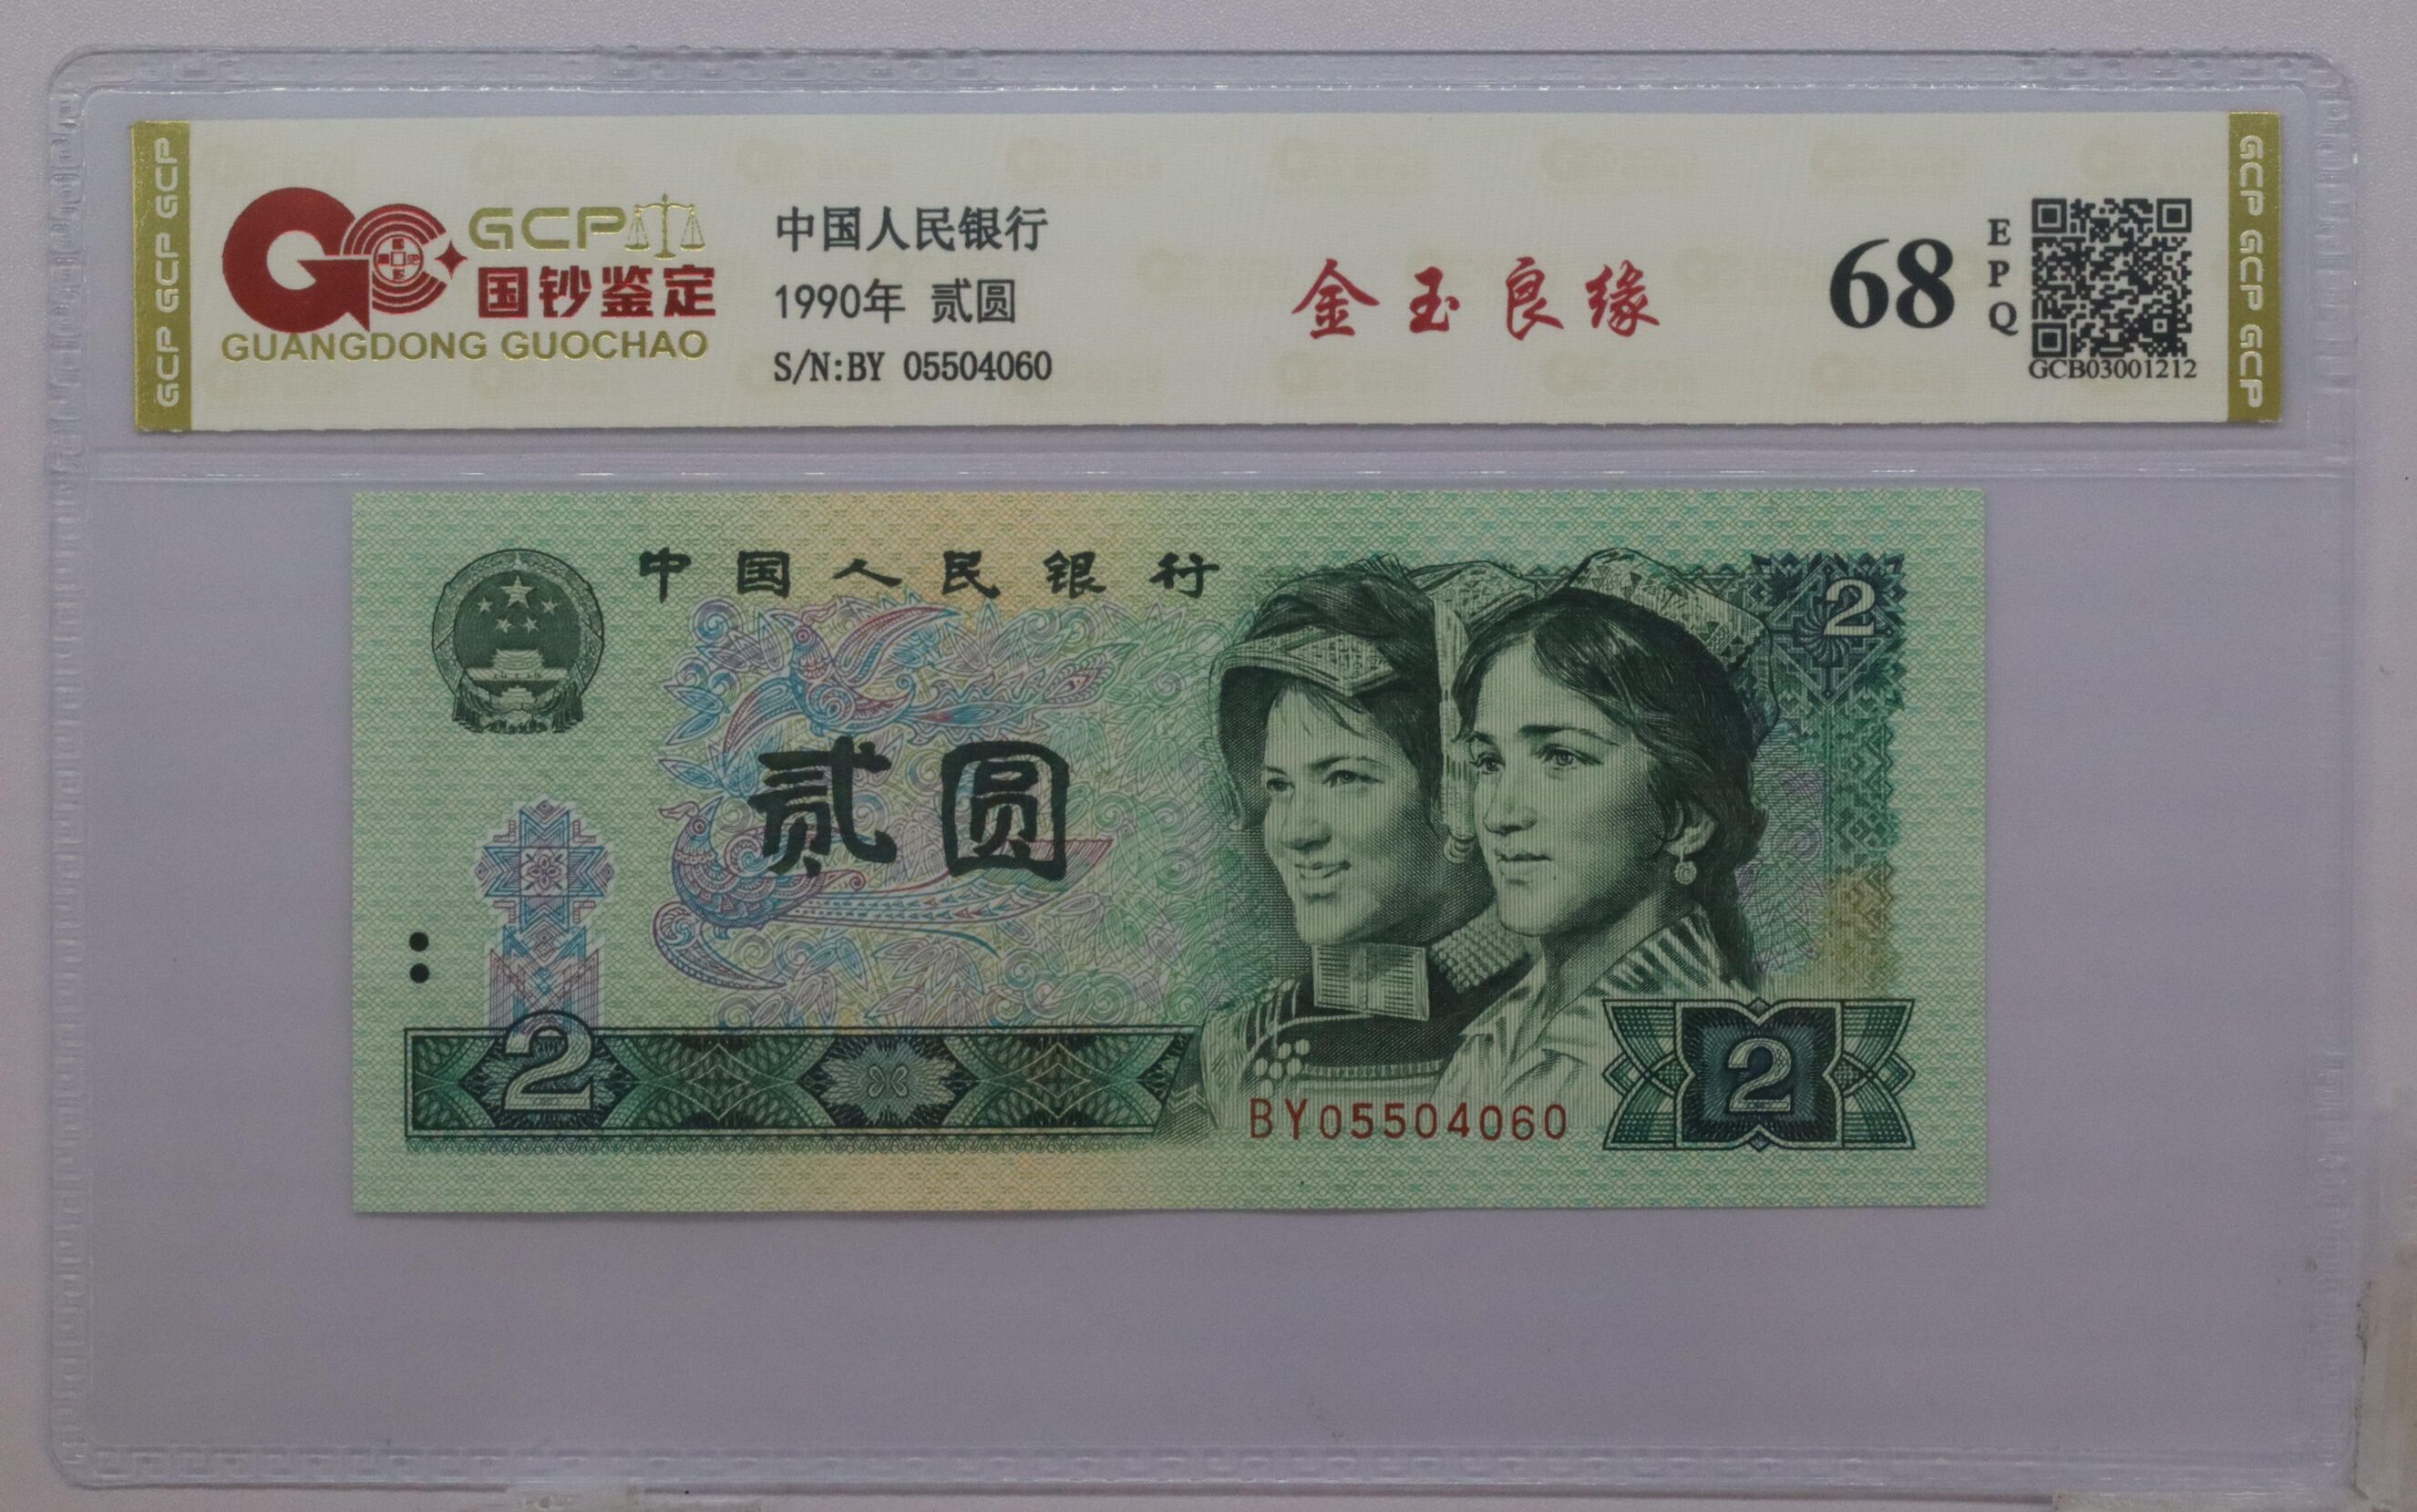 GCP GCP GCP
GCP
国钞鉴定
GUANGDONG GUOCHAO
中国人民银行
1990年 贰圆
S/N:BY 05504060
金玉良缘
68
EPQ
GCB03001212
GCP GCP GCP
中国人民银行
2
贰圆
2
BY05504060
2